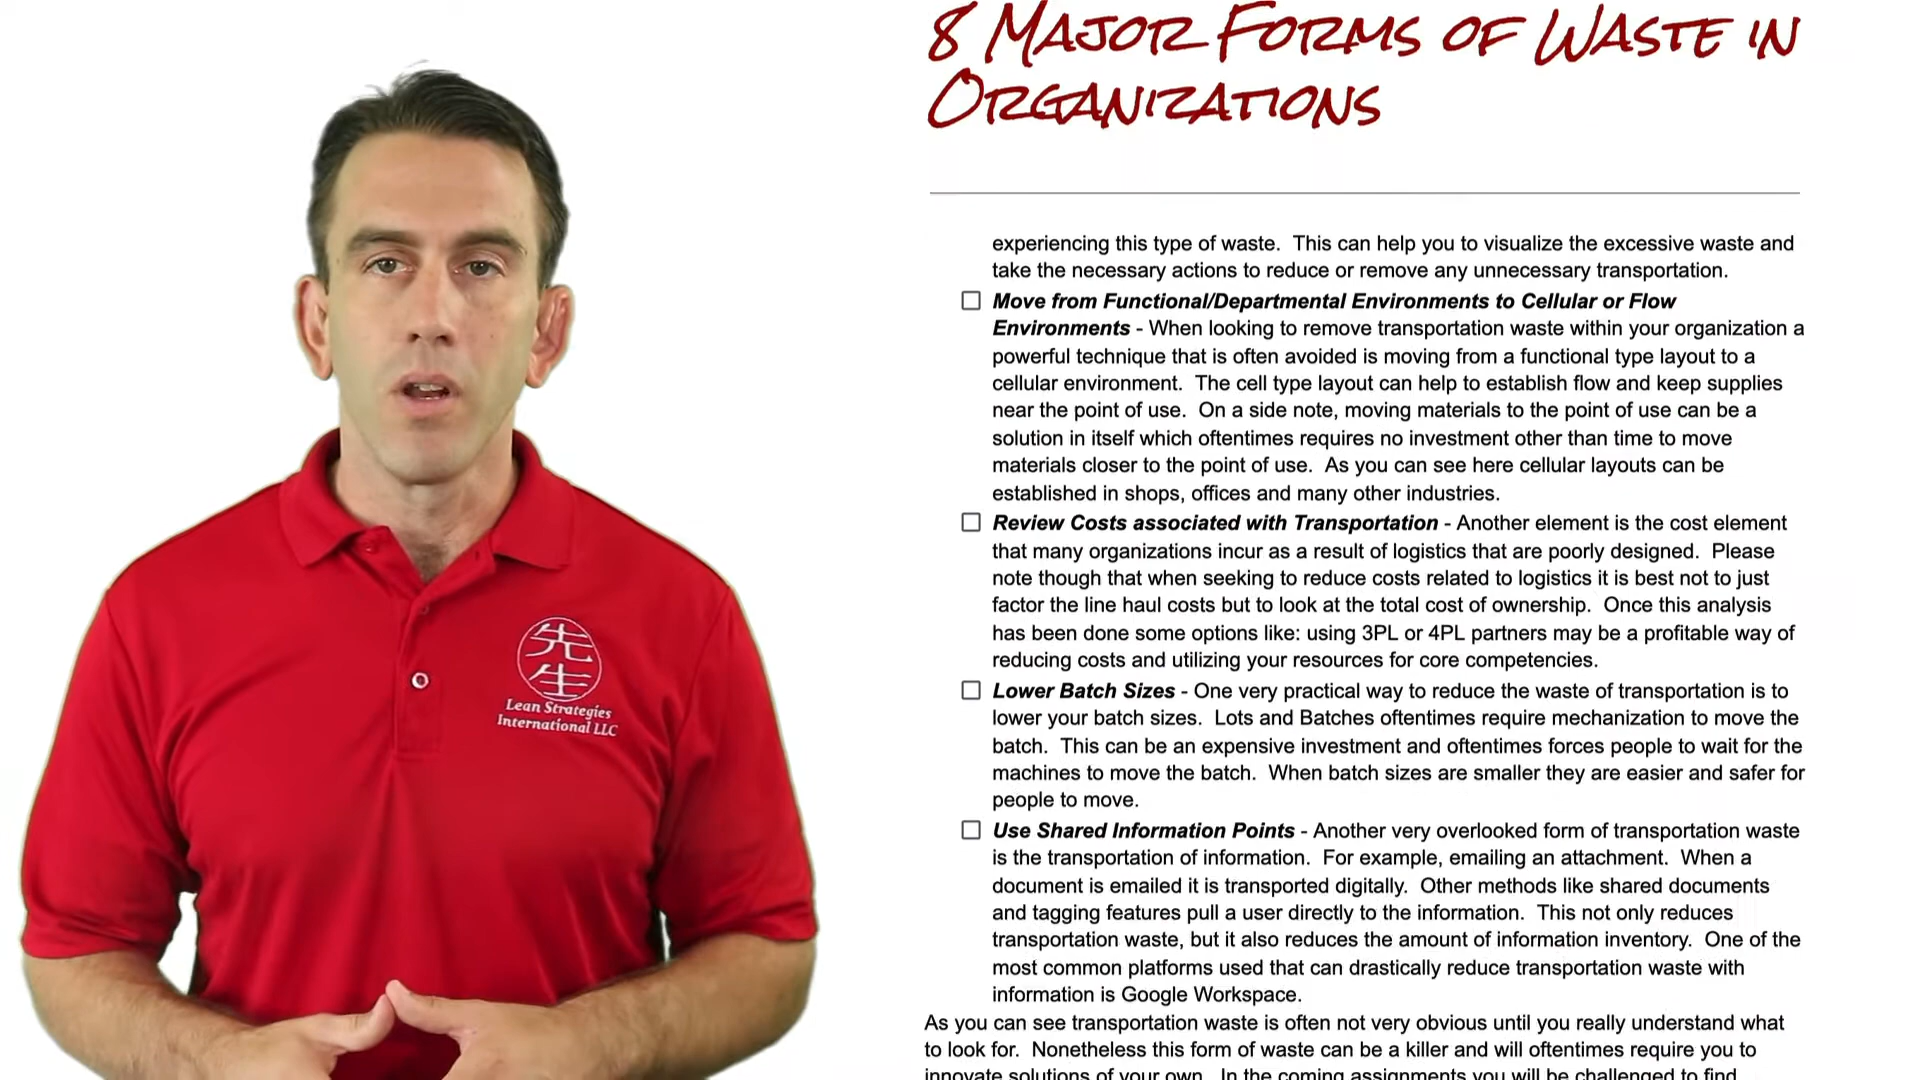 8 Major Forms of Waste in
Organizations
experiencing this type of waste. This can help you to visualize the excessive waste and
take the necessary actions to reduce or remove any unnecessary transportation.
Move from Functional/Departmental Environments to Cellular or Flow
Environments - When looking to remove transportation waste within your organization a
powerful technique that is often avoided is moving from a functional type layout to a
cellular environment. The cell type layout can help to establish flow and keep supplies
near the point of use. On a side note, moving materials to the point of use can be a
solution in itself which oftentimes requires no investment other than time to move
materials closer to the point of use. As you can see here cellular layouts can be
established in shops, offices and many other industries.
Review Costs associated with Transportation - Another element is the cost element
that many organizations incur as a result of logistics that are poorly designed. Please
note though that when seeking to reduce costs related to logistics it is best not to just
factor the line haul costs but to look at the total cost of ownership. Once this analysis
has been done some options like: using 3PL or 4PL partners may be a profitable way of
reducing costs and utilizing your resources for core competencies.
Lower Batch Sizes - One very practical way to reduce the waste of transportation is to
lower your batch sizes. Lots and Batches oftentimes require mechanization to move the
batch. This can be an expensive investment and oftentimes forces people to wait for the
machines to move the batch. When batch sizes are smaller they are easier and safer for
people to move.
Use Shared Information Points - Another very overlooked form of transportation waste
is the transportation of information. For example, emailing an attachment. When a
document is emailed it is transported digitally. Other methods like shared documents
and tagging features pull a user directly to the information. This not only reduces
transportation waste, but it also reduces the amount of information inventory. One of the
most common platforms used that can drastically reduce transportation waste with
information is Google Workspace.
As you can see transportation waste is often not very obvious until you really understand what
to look for. Nonetheless this form of waste can be a killer and will oftentimes require you to
innovate solutions of your own. In the coming assignments you will be challenged to find
先
生
Lean Strategies
International LLC